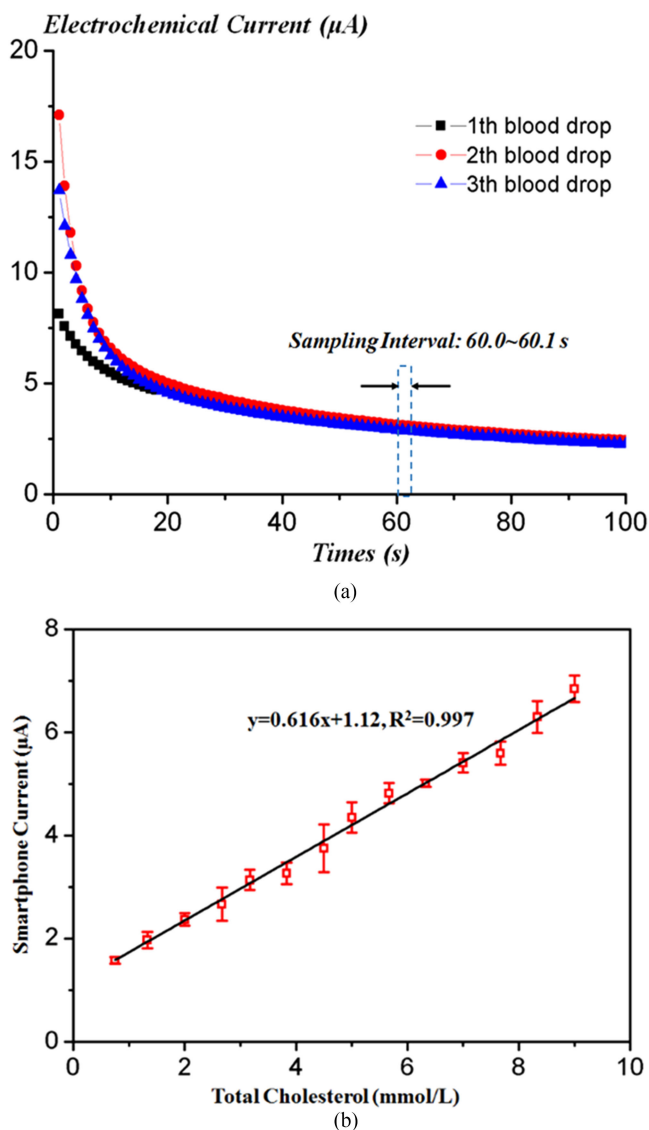 Electrochemical Current (μA)
20
1th blood drop
2th blood drop
3th blood drop
15
10
Sampling Interval: 60.0~60.1 s
5
0
0 20 40 60 80 100
Times (s)
(a)
8
y=0.616x+1.12, R²=0.997
6
Smartphone Current (μA)
4
2
0
0 2 4 6 8 10
Total Cholesterol (mmol/L)
(b)